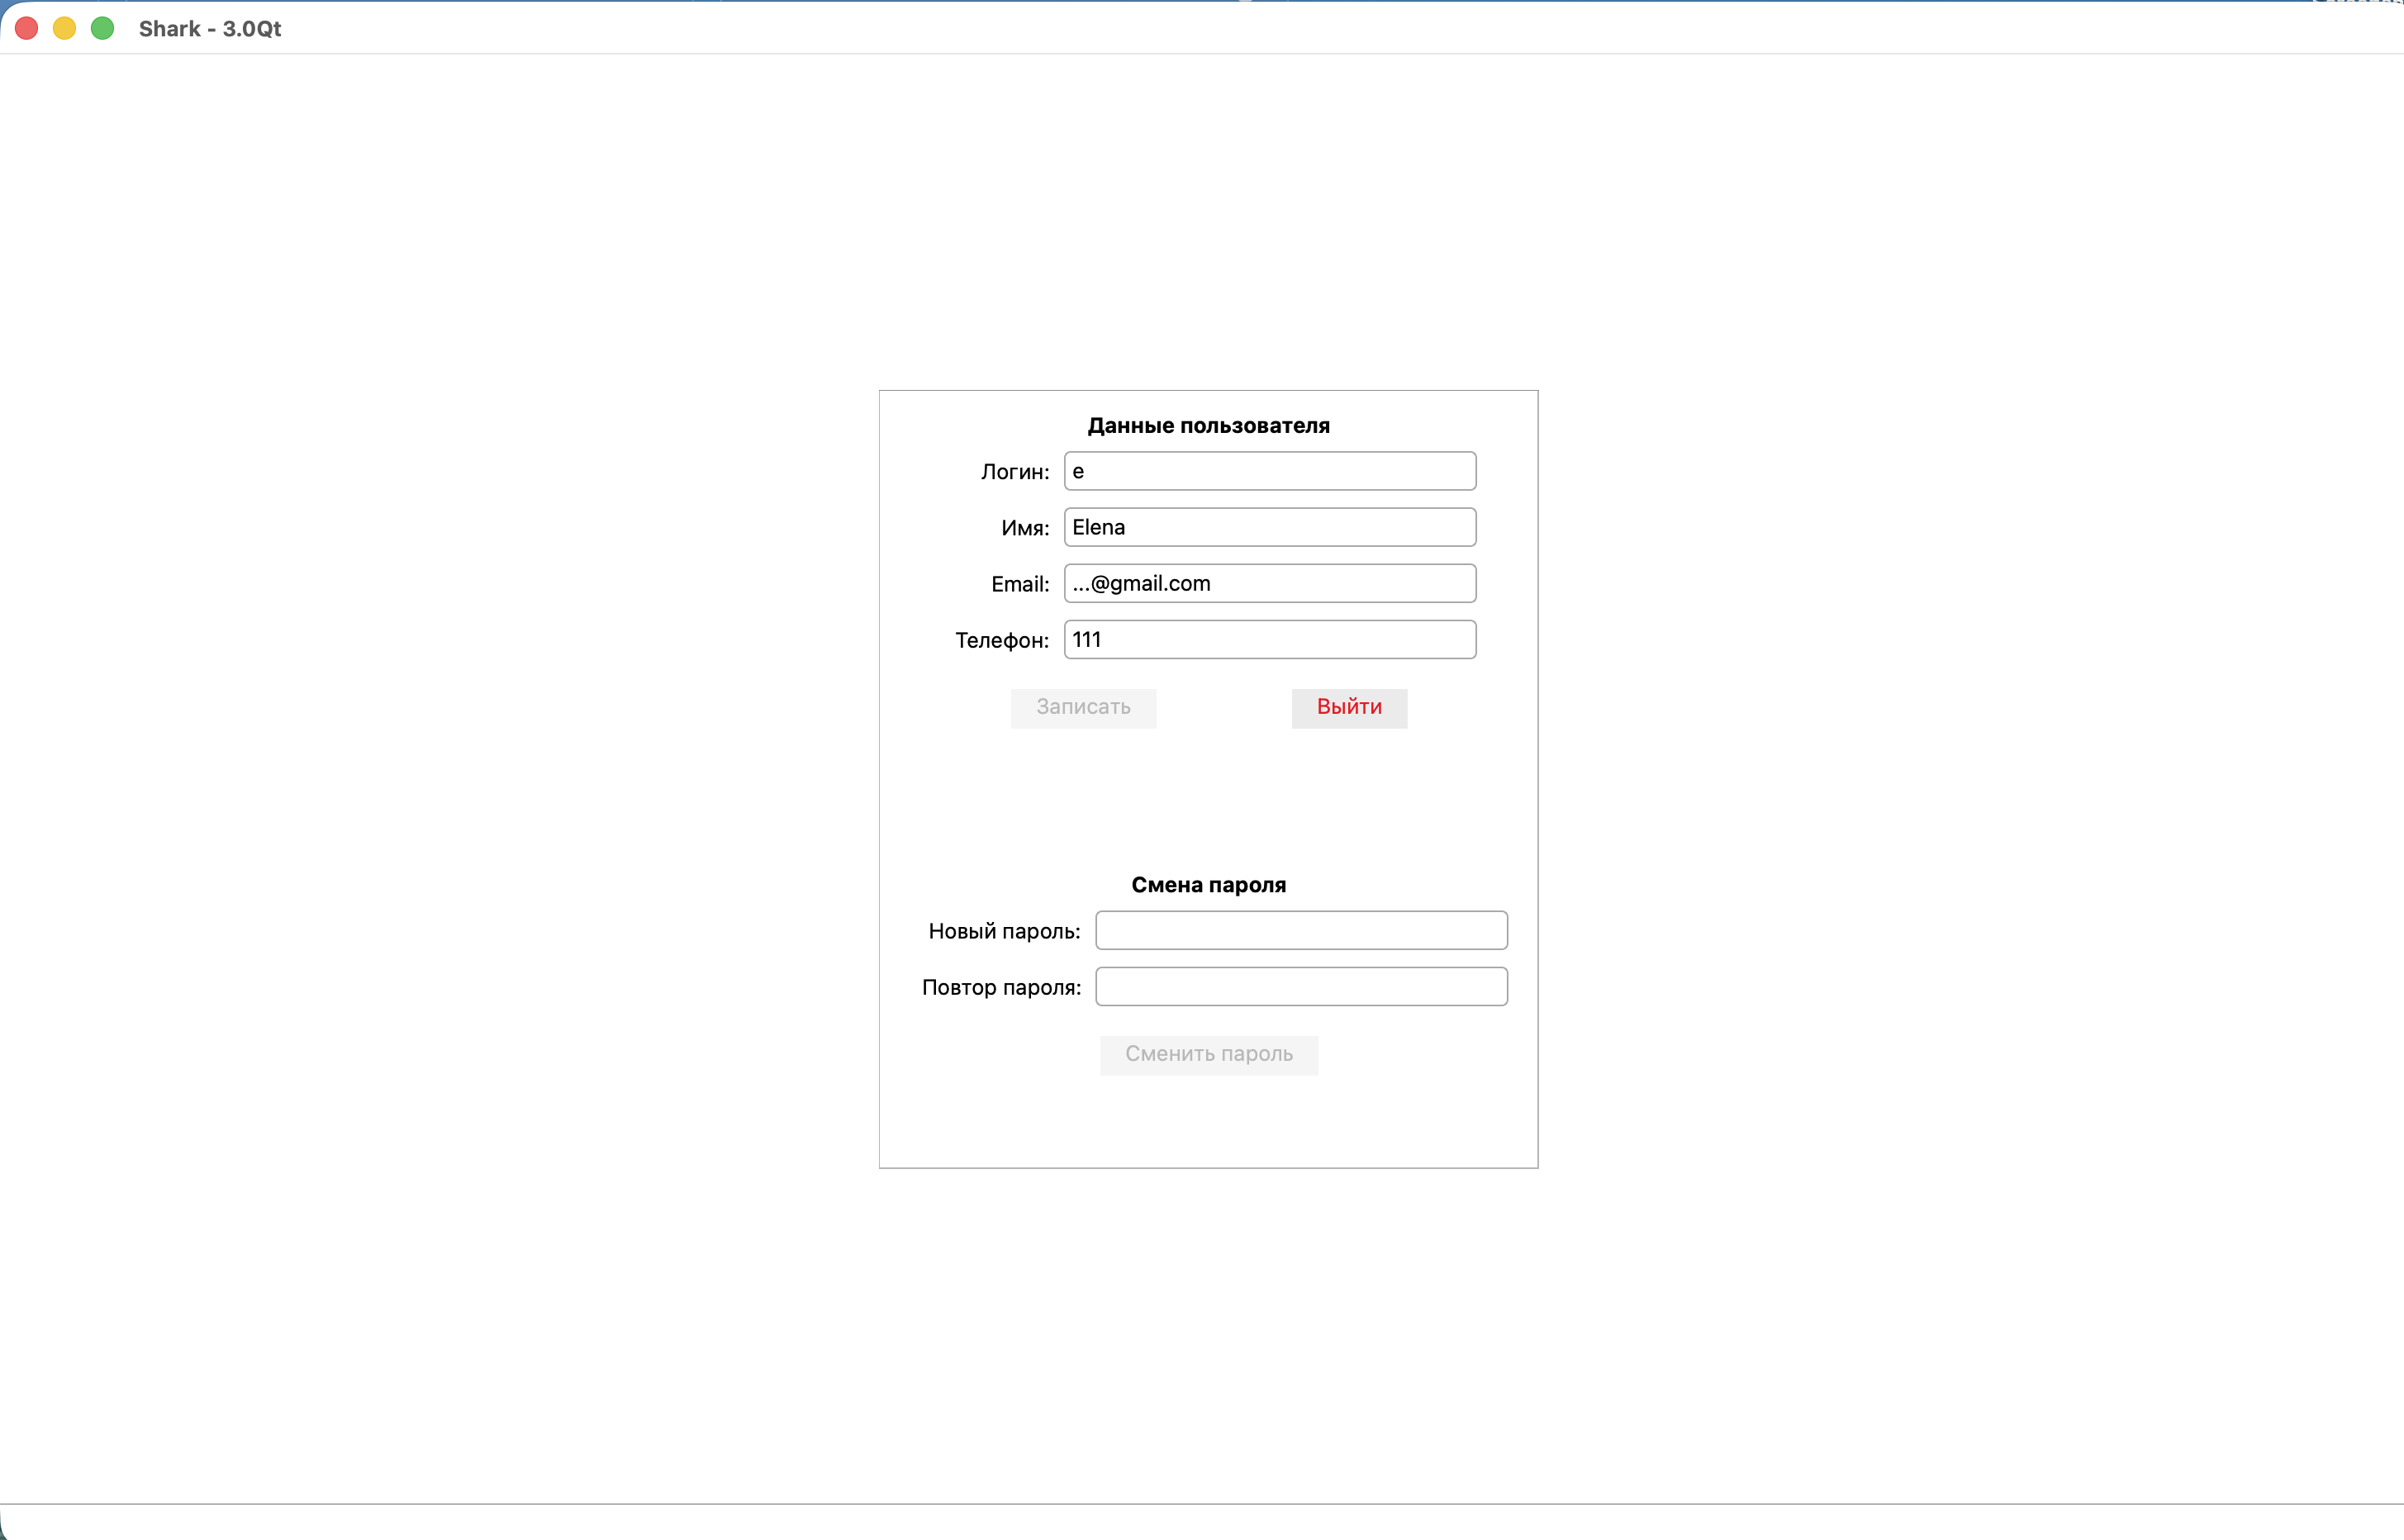 Shark - 3.0Qt
Данные пользователя
Логин: e
Имя: Elena
Email: ...@gmail.com
Телефон: 111
Записать Выйти
Смена пароля
Новый пароль:
Повтор пароля:
Сменить пароль